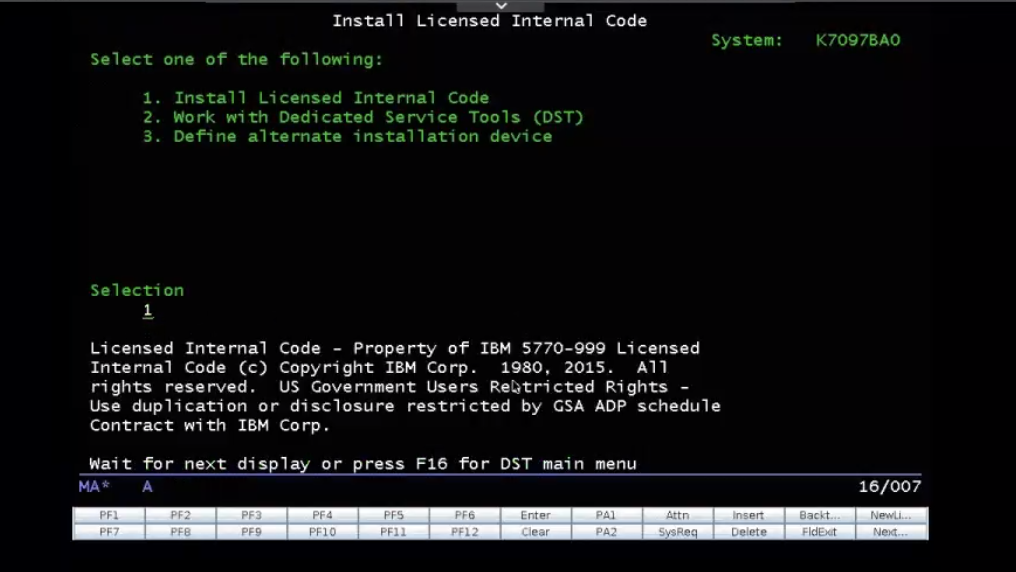 Install Licensed Internal Code
System: K7097BA0
Select one of the following:
1. Install Licensed Internal Code
2. Work with Dedicated Service Tools (DST)
3. Define alternate installation device
Selection
1
Licensed Internal Code - Property of IBM 5770-999 Licensed
Internal Code (c) Copyright IBM Corp. 1980, 2015. All
rights reserved. US Government Users Restricted Rights -
Use duplication or disclosure restricted by GSA ADP schedule
Contract with IBM Corp.
Wait for next display or press F16 for DST main menu
MA* A 16/007
PF1 PF2 PF3 PF4 PF5 PF6 Enter PA1 Attn Insert Backt... NewLi...
PF7 PF8 PF9 PF10 PF11 PF12 Clear PA2 SysReq Delete FldExit Next...